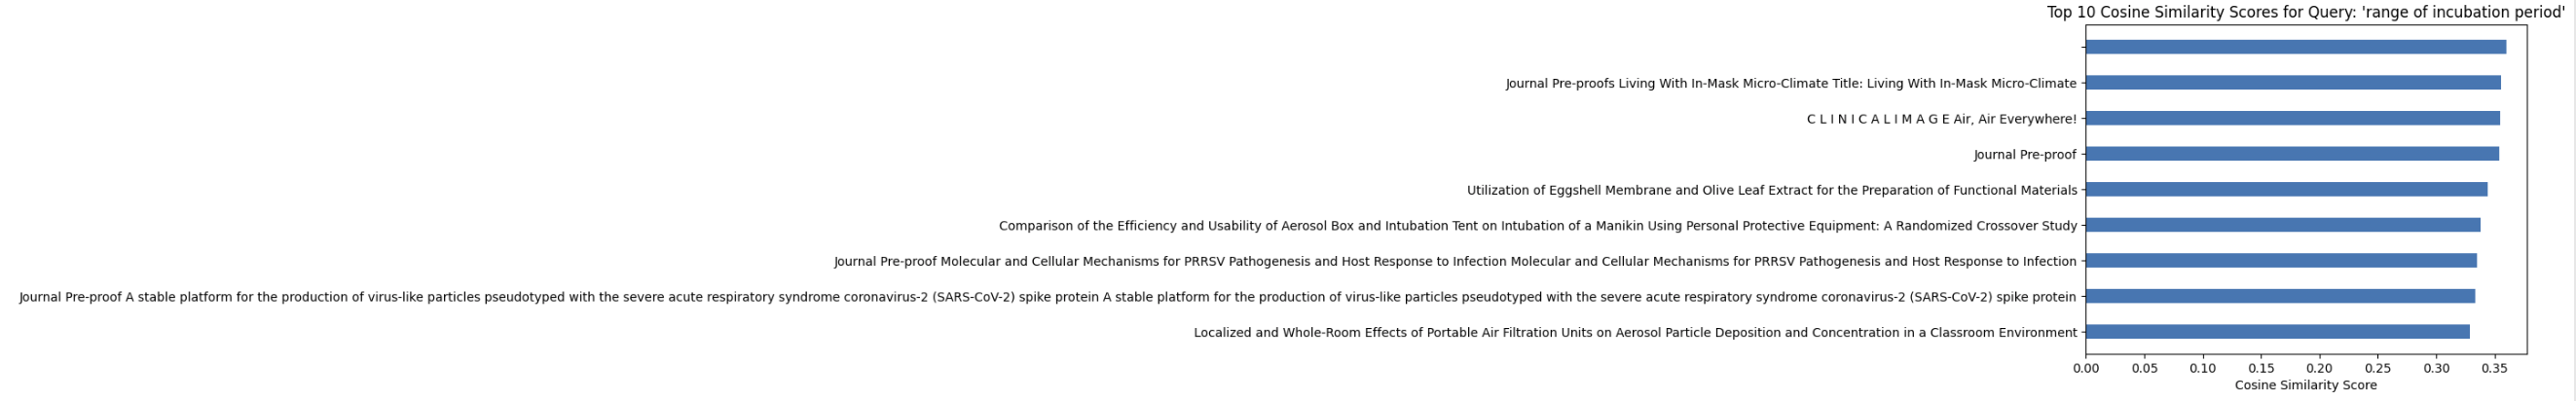 Top 10 Cosine Similarity Scores for Query: 'range of incubation period'
Journal Pre-proofs Living With In-Mask Micro-Climate Title: Living With In-Mask Micro-Climate
C L I N I C A L I M A G E Air, Air Everywhere!
Journal Pre-proof
Utilization of Eggshell Membrane and Olive Leaf Extract for the Preparation of Functional Materials
Comparison of the Efficiency and Usability of Aerosol Box and Intubation Tent on Intubation of a Manikin Using Personal Protective Equipment: A Randomized Crossover Study
Journal Pre-proof Molecular and Cellular Mechanisms for PRRSV Pathogenesis and Host Response to Infection Molecular and Cellular Mechanisms for PRRSV Pathogenesis and Host Response to Infection
Journal Pre-proof A stable platform for the production of virus-like particles pseudotyped with the severe acute respiratory syndrome coronavirus-2 (SARS-CoV-2) spike protein A stable platform for the production of virus-like particles pseudotyped with the severe acute respiratory syndrome coronavirus-2 (SARS-CoV-2) spike protein
Localized and Whole-Room Effects of Portable Air Filtration Units on Aerosol Particle Deposition and Concentration in a Classroom Environment
0.00 0.05 0.10 0.15 0.20 0.25 0.30 0.35
Cosine Similarity Score